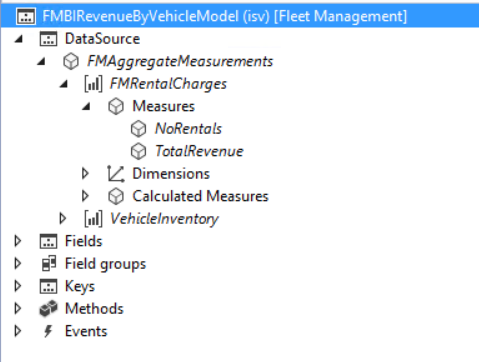 FMBIRevenueByVehicleModel (isv) [Fleet Management]
DataSource
FMAggregateMeasurements
FMRentalCharges
Measures
NoRentals
TotalRevenue
Dimensions
Calculated Measures
VehicleInventory
Fields
Field groups
Keys
Methods
Events